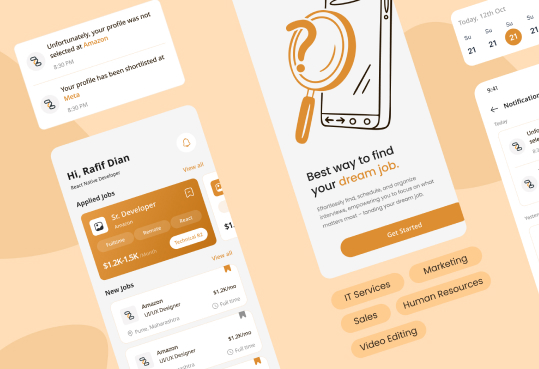 Unfortunately, your profile was not
selected at Amazon
8:30 PM
Your profile has been shortlisted at
Meta
8:30 PM
Hi, Rafif Dian
React Native Developer
Applied Jobs
View all
Sr. Developer
Amazon
Fulltime
Remote
React
$1.2K-1.5K /Month
Technical R2
$1.
New Jobs
View all
Amazon
UI/UX Designer
$1.2K/mo
Pune, Maharashtra
Full time
Amazon
UI/UX Designer
$1.2K/mo
Full time
Best way to find
your dream job.
Effortlessly find, schedule, and organize
interviews, empowering you to focus on what
matters most – landing your dream job.
Get Started
IT Services
Marketing
Sales
Human Resources
Video Editing
Today, 12th Oct
Su Su Su Su
21 21 21 21
9:41
Notification
Today